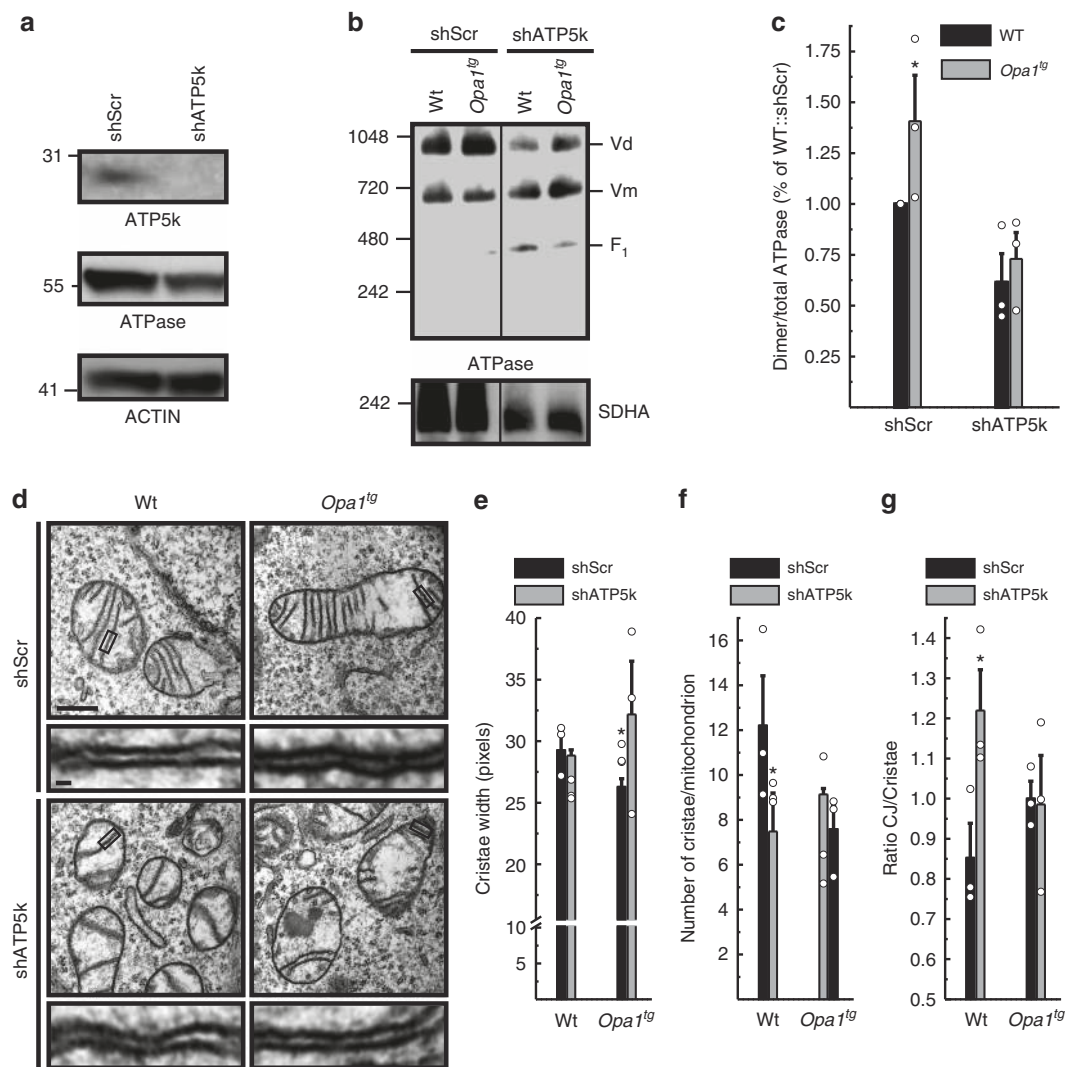 a
shScr
shATP5k
31
ATP5k
55
ATPase
41
ACTIN
b
shScr
shATP5k
Wt
Opa1tg
Wt
Opa1tg
1048
Vd
720
Vm
480
F1
242
ATPase
242
SDHA
c
WT
Opa1tg
Dimer/total ATPase (% of WT::shScr)
1.75
1.50
1.25
1.00
0.75
0.50
0.25
*
shScr
shATP5k
d
Wt
Opa1tg
shScr
shATP5k
e
shScr
shATP5k
Cristae width (pixels)
40
35
30
25
20
10
5
*
Wt
Opa1tg
f
shScr
shATP5k
Number of cristae/mitochondrion
16
14
12
10
8
6
4
2
*
Wt
Opa1tg
g
shScr
shATP5k
Ratio CJ/Cristae
1.4
1.3
1.2
1.1
1.0
0.9
0.8
0.7
0.6
0.5
*
Wt
Opa1tg